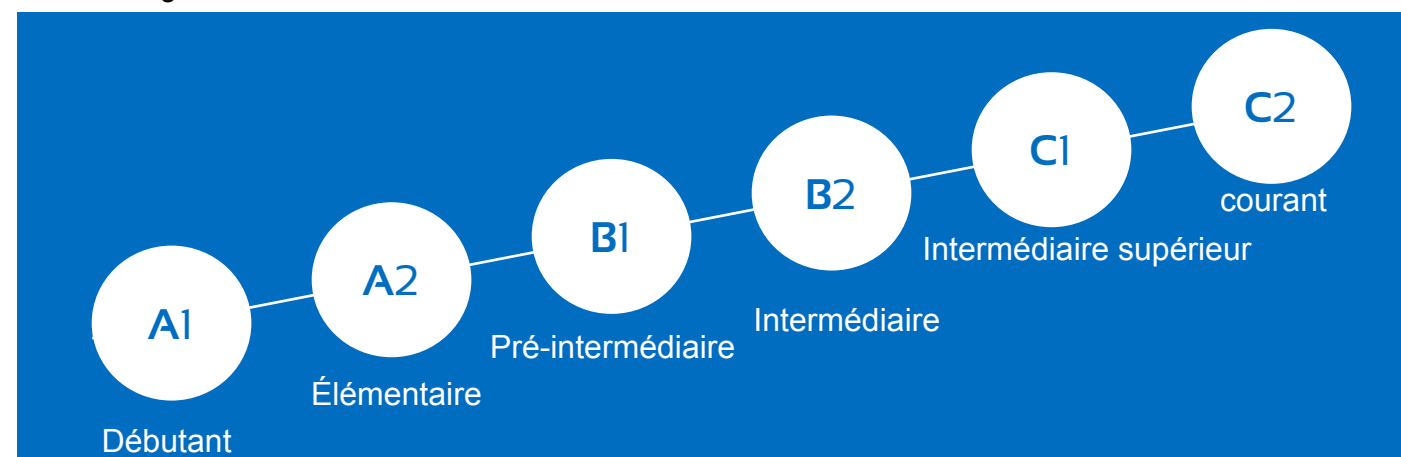 A1
Débutant
A2
Élémentaire
B1
Pré-intermédiaire
B2
Intermédiaire
C1
Intermédiaire supérieur
C2
courant